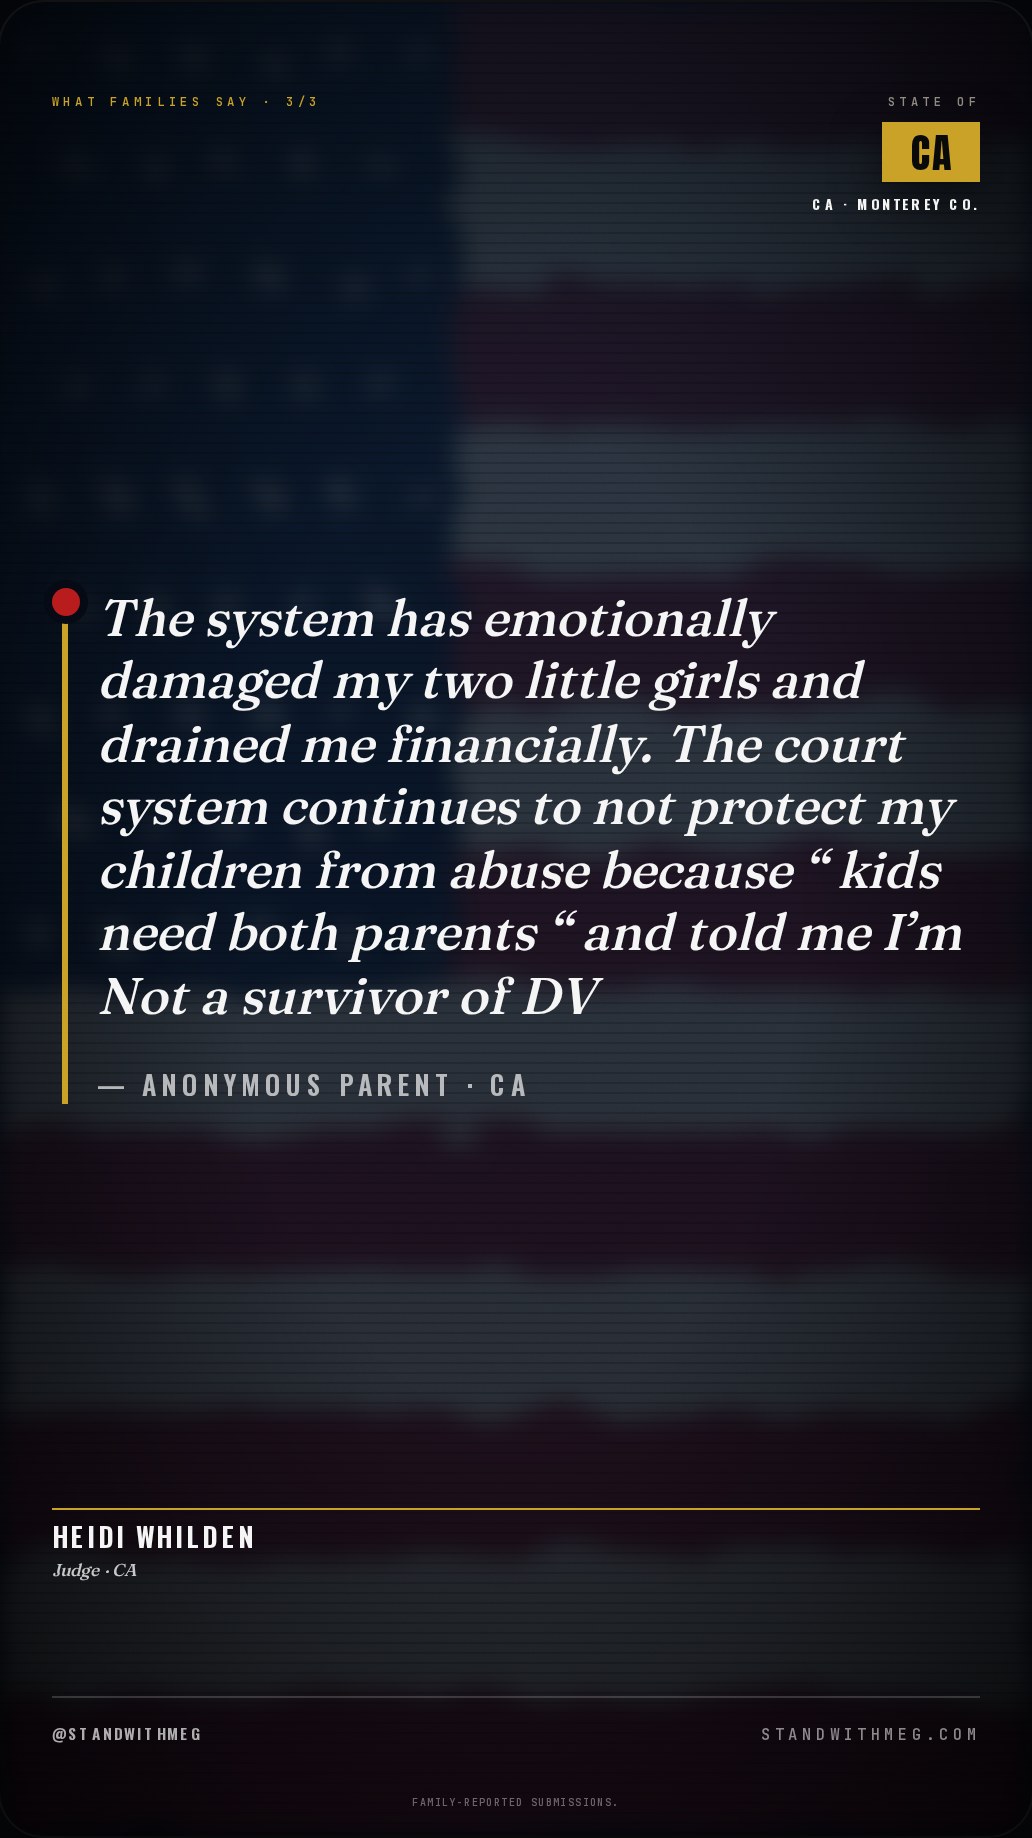 WHAT FAMILIES SAY · 3/3
STATE OF
CA
CA · MONTEREY CO.
The system has emotionally
damaged my two little girls and
drained me financially. The court
system continues to not protect my
children from abuse because “ kids
need both parents “ and told me I’m
Not a survivor of DV
— ANONYMOUS PARENT · CA
HEIDI WHILDEN
Judge · CA
@STANDWITHMEG
STANDWITHMEG.COM
FAMILY-REPORTED SUBMISSIONS.